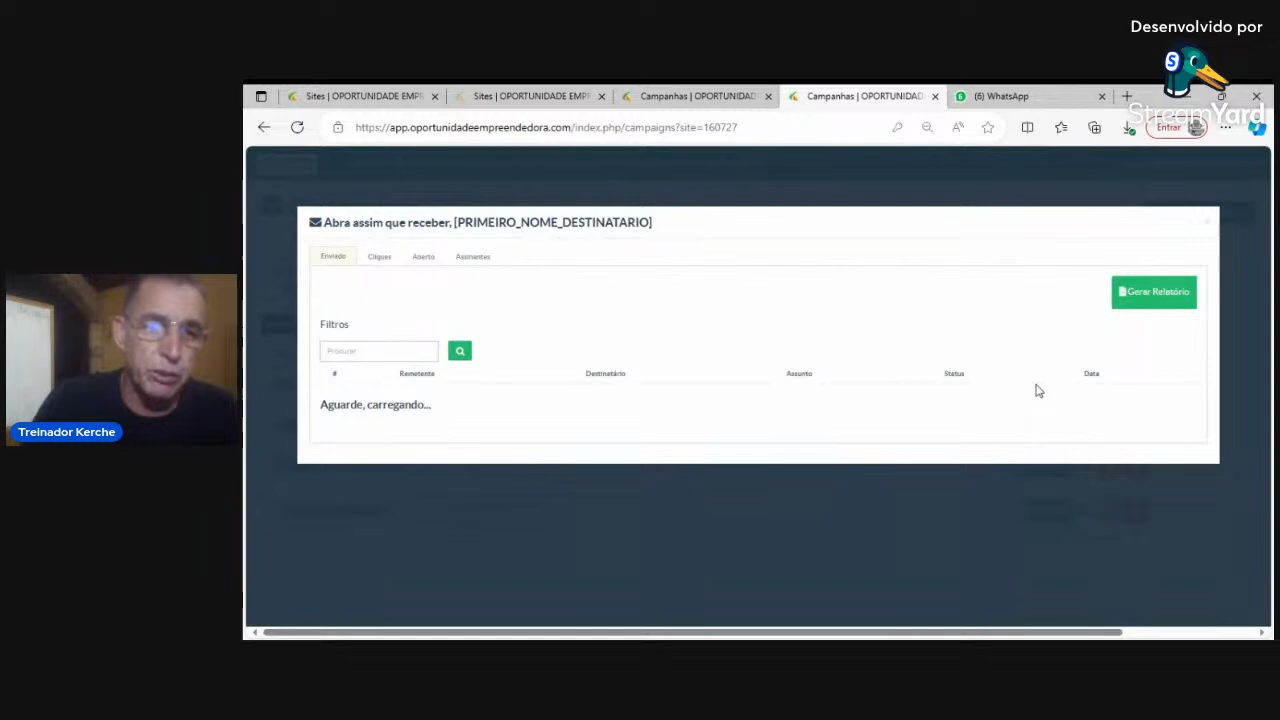 Desenvolvido por
StreamYard
Sites | OPORTUNIDADE EMPR
Sites | OPORTUNIDADE EMPR
Campanhas | OPORTUNIDAD
Campanhas | OPORTUNIDAD
(6) WhatsApp
https://app.oportunidadeempreendedora.com/index.php/campaigns?site=160727
Entrar
Abra assim que receber, [PRIMEIRO_NOME_DESTINATARIO]
Enviado
Cliques
Aberto
Assinantes
Gerar Relatório
Filtros
Procurar
#
Remetente
Destinatário
Assunto
Status
Data
Aguarde, carregando...
Treinador Kerche